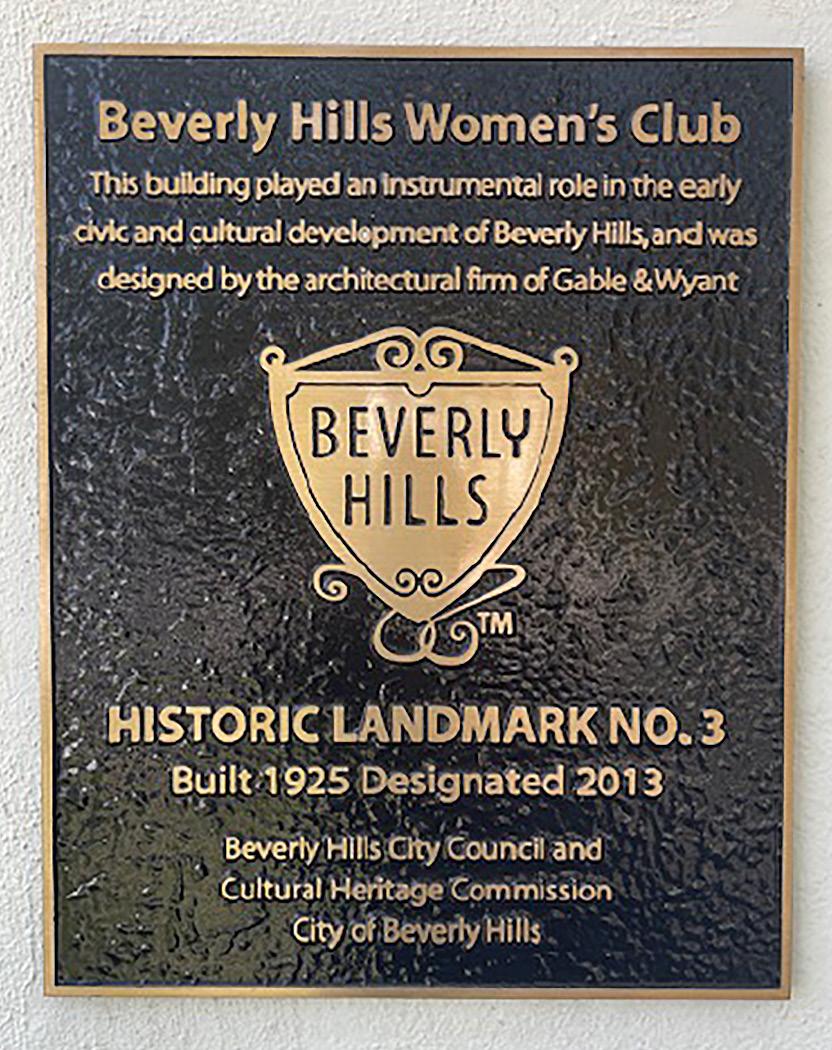 Beverly Hills Women's Club
This building played an instrumental role in the early
civic and cultural development of Beverly Hills, and was
designed by the architectural firm of Gable & Wyant
BEVERLY
HILLS
TM
HISTORIC LANDMARK NO. 3
Built 1925 Designated 2013
Beverly Hills City Council and
Cultural Heritage Commission
City of Beverly Hills